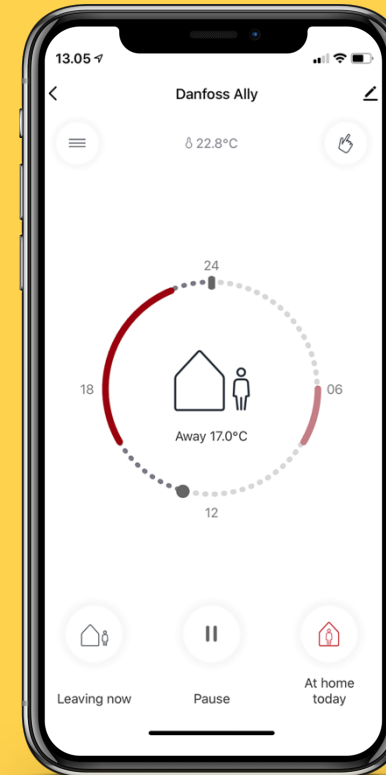 13.05
Danfoss Ally
22.8°C
24
18
06
Away 17.0°C
12
Leaving now
Pause
At home
today